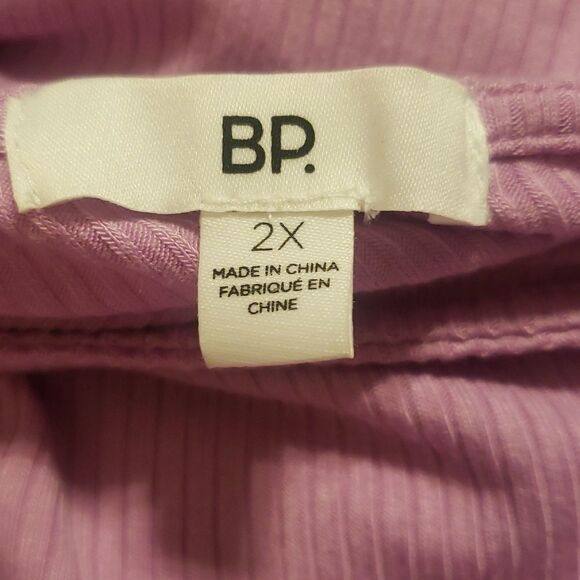 BP.
2X
MADE IN CHINA
FABRIQUÉ EN
CHINE